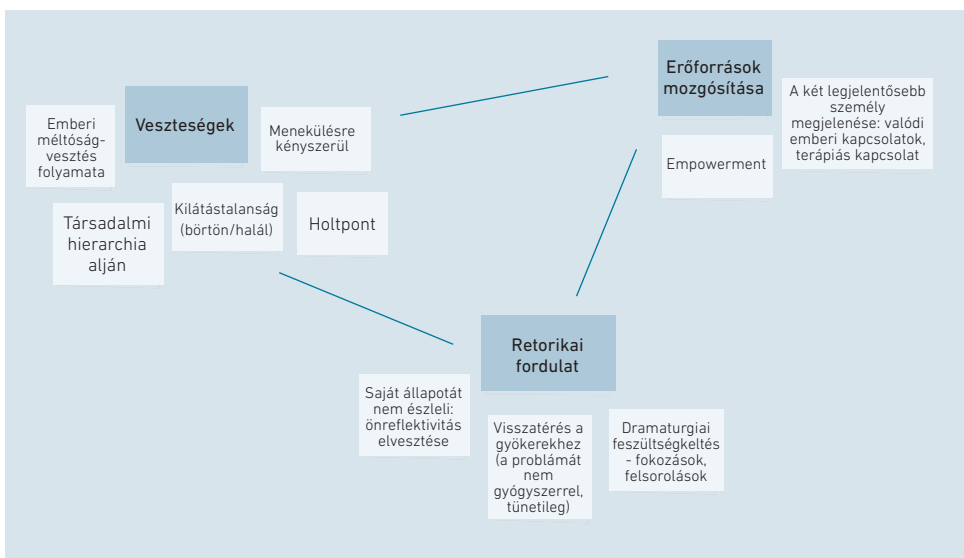 Veszteségek
Emberi
méltóság-
vesztés
folyamata
Menekülésre
kényszerül
Társadalmi
hierarchia
alján
Kilátástalanság
(börtön/halál)
Holtpont
Erőforrások
mozgósítása
A két legjelentősebb
személy
megjelenése: valódi
emberi kapcsolatok,
terápiás kapcsolat
Empowerment
Retorikai
fordulat
Saját állapotát
nem észleli:
önreflektivitás
elvesztése
Visszatérés a
gyökerekhez
(a problémát
nem
gyógyszerrel,
tünetileg)
Dramaturgiai
feszültségkeltés
- fokozások,
felsorolások